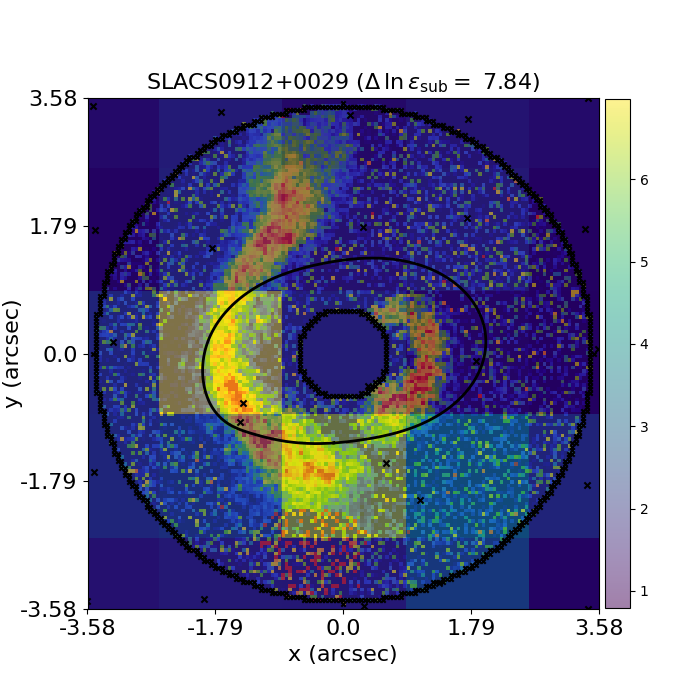 SLACS0912+0029 (Δ ln ε_sub = 7.84)
3.58
1.79
0.0
-1.79
-3.58
y (arcsec)
-3.58 -1.79 0.0 1.79 3.58
x (arcsec)
6
5
4
3
2
1